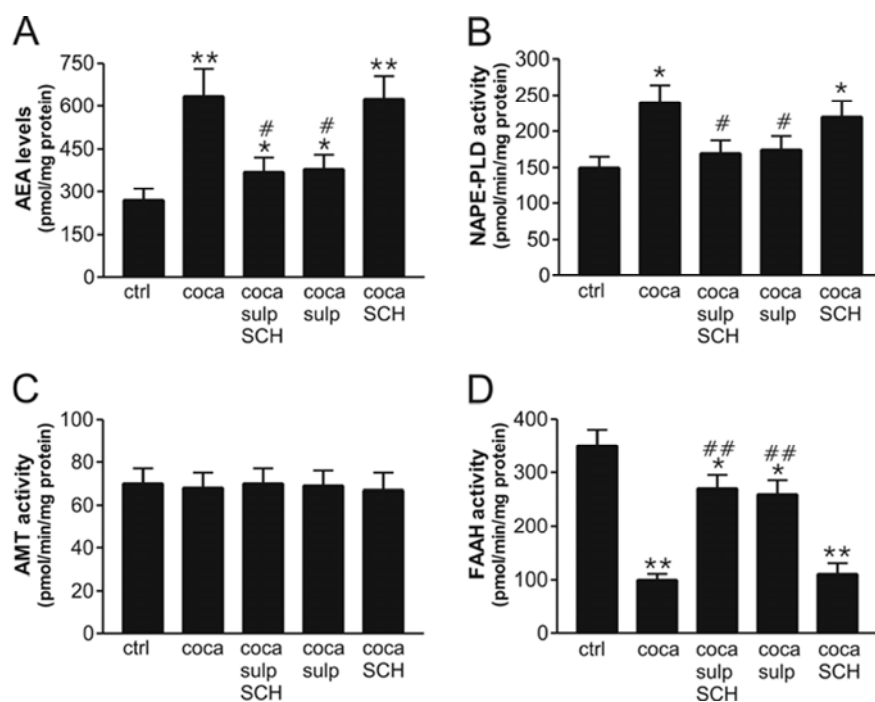 A
AEA levels
(pmol/mg protein)
750
600
450
300
150
0
**
#
*
#
*
**
ctrl
coca
coca
sulp
SCH
coca
sulp
coca
SCH
B
NAPE-PLD activity
(pmol/min/mg protein)
300
250
200
150
100
50
0
*
#
#
*
ctrl
coca
coca
sulp
SCH
coca
sulp
coca
SCH
C
AMT activity
(pmol/min/mg protein)
100
80
60
40
20
0
ctrl
coca
coca
sulp
SCH
coca
sulp
coca
SCH
D
FAAH activity
(pmol/min/mg protein)
400
300
200
100
0
**
##
*
##
*
**
ctrl
coca
coca
sulp
SCH
coca
sulp
coca
SCH